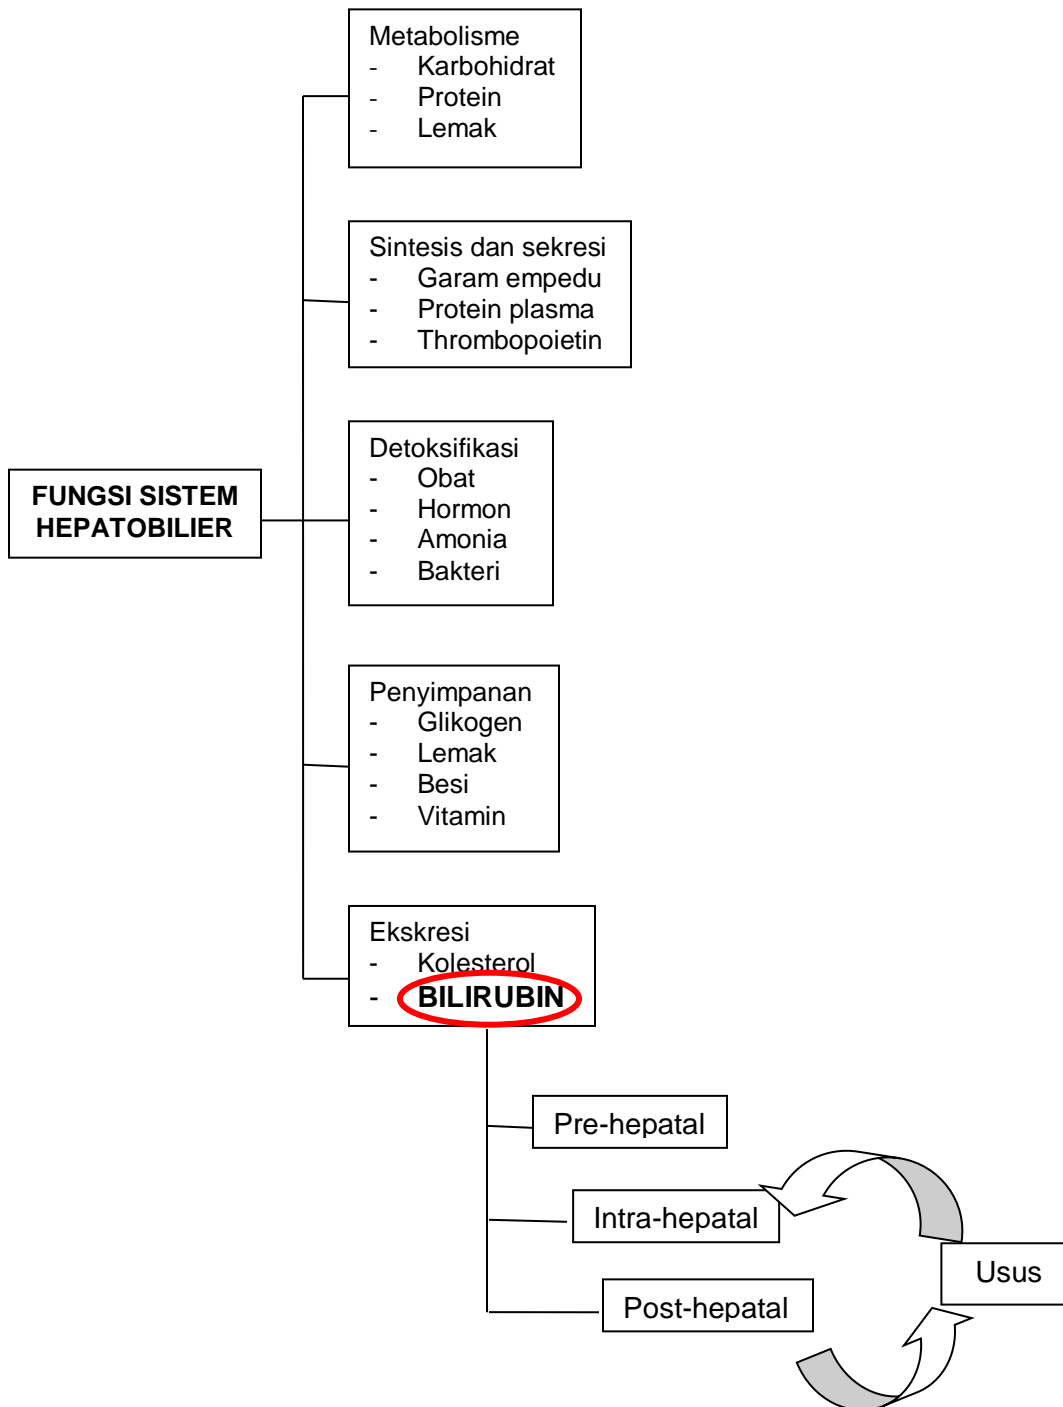 Metabolisme
- Karbohidrat
- Protein
- Lemak
Sintesis dan sekresi
- Garam empedu
- Protein plasma
- Thrombopoietin
Detoksifikasi
- Obat
- Hormon
- Amonia
- Bakteri
FUNGSI SISTEM
HEPATOBILIER
Penyimpanan
- Glikogen
- Lemak
- Besi
- Vitamin
Ekskresi
- Kolesterol
- BILIRUBIN
Pre-hepatal
Intra-hepatal
Usus
Post-hepatal